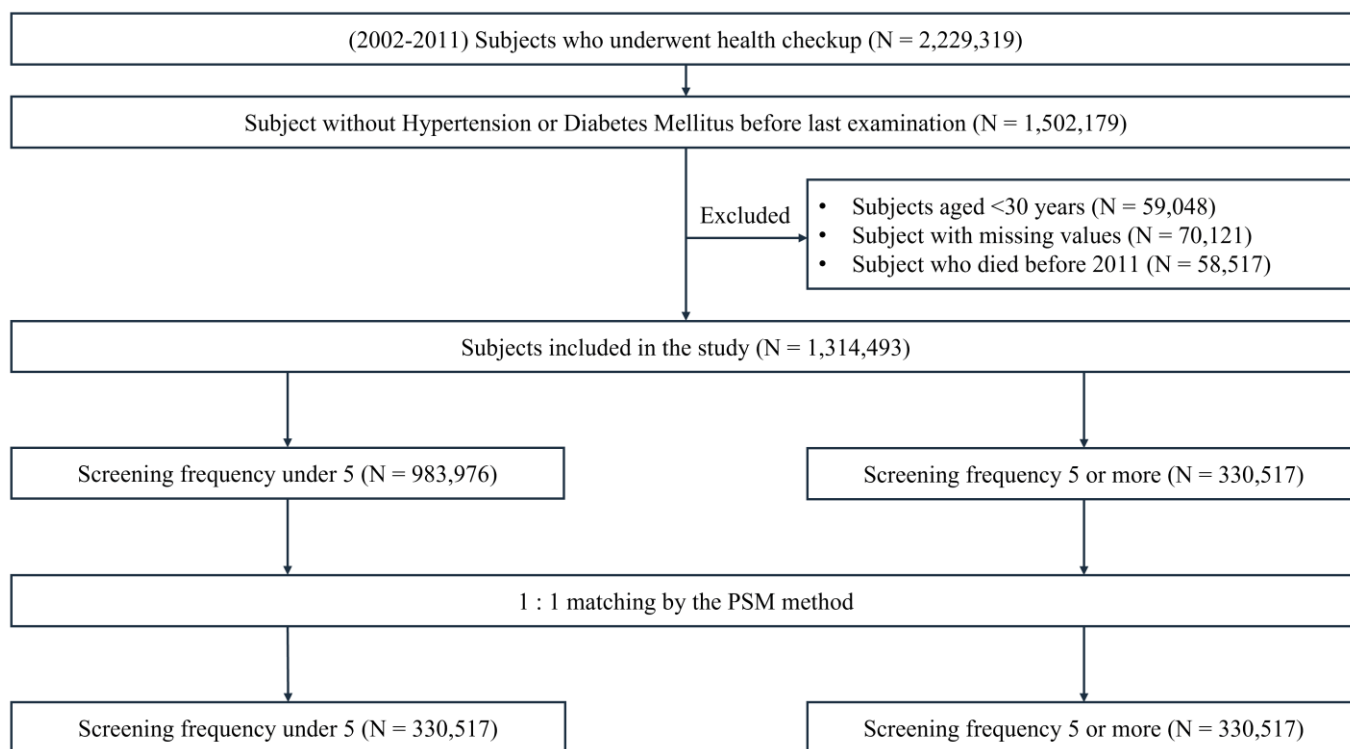 (2002-2011) Subjects who underwent health checkup (N = 2,229,319)
Subject without Hypertension or Diabetes Mellitus before last examination (N = 1,502,179)
Excluded
• Subjects aged <30 years (N = 59,048)
• Subject with missing values (N = 70,121)
• Subject who died before 2011 (N = 58,517)
Subjects included in the study (N = 1,314,493)
Screening frequency under 5 (N = 983,976)
Screening frequency 5 or more (N = 330,517)
1 : 1 matching by the PSM method
Screening frequency under 5 (N = 330,517)
Screening frequency 5 or more (N = 330,517)